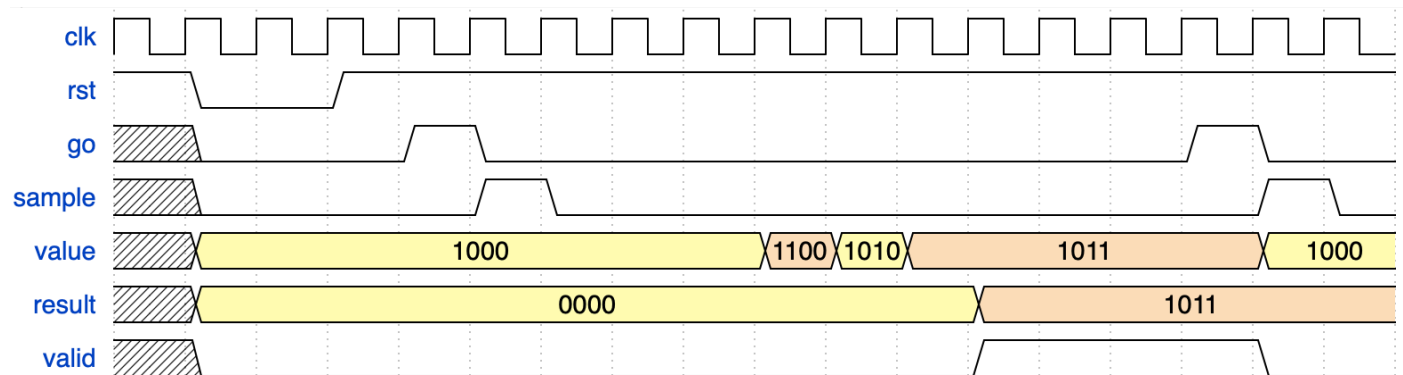 clk
rst
go
sample
value 1000 1100 1010 1011 1000
result 0000 1011
valid